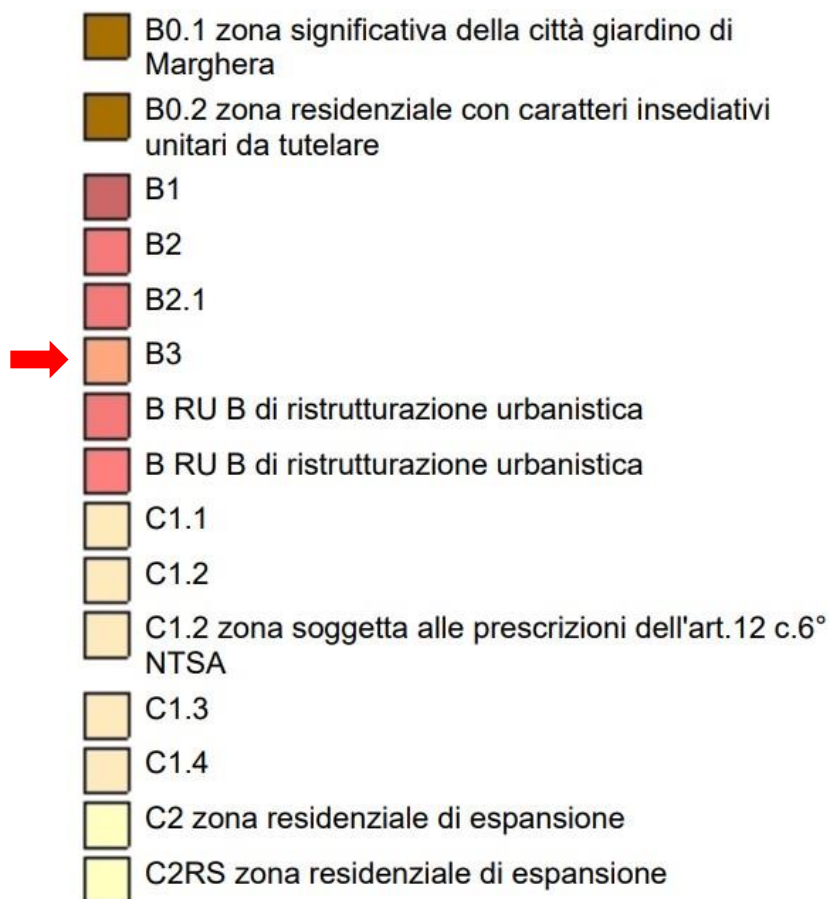 B0.1 zona significativa della città giardino di
Marghera
B0.2 zona residenziale con caratteri insediativi
unitari da tutelare
B1
B2
B2.1
B3
B RU B di ristrutturazione urbanistica
B RU B di ristrutturazione urbanistica
C1.1
C1.2
C1.2 zona soggetta alle prescrizioni dell'art.12 c.6°
NTSA
C1.3
C1.4
C2 zona residenziale di espansione
C2RS zona residenziale di espansione